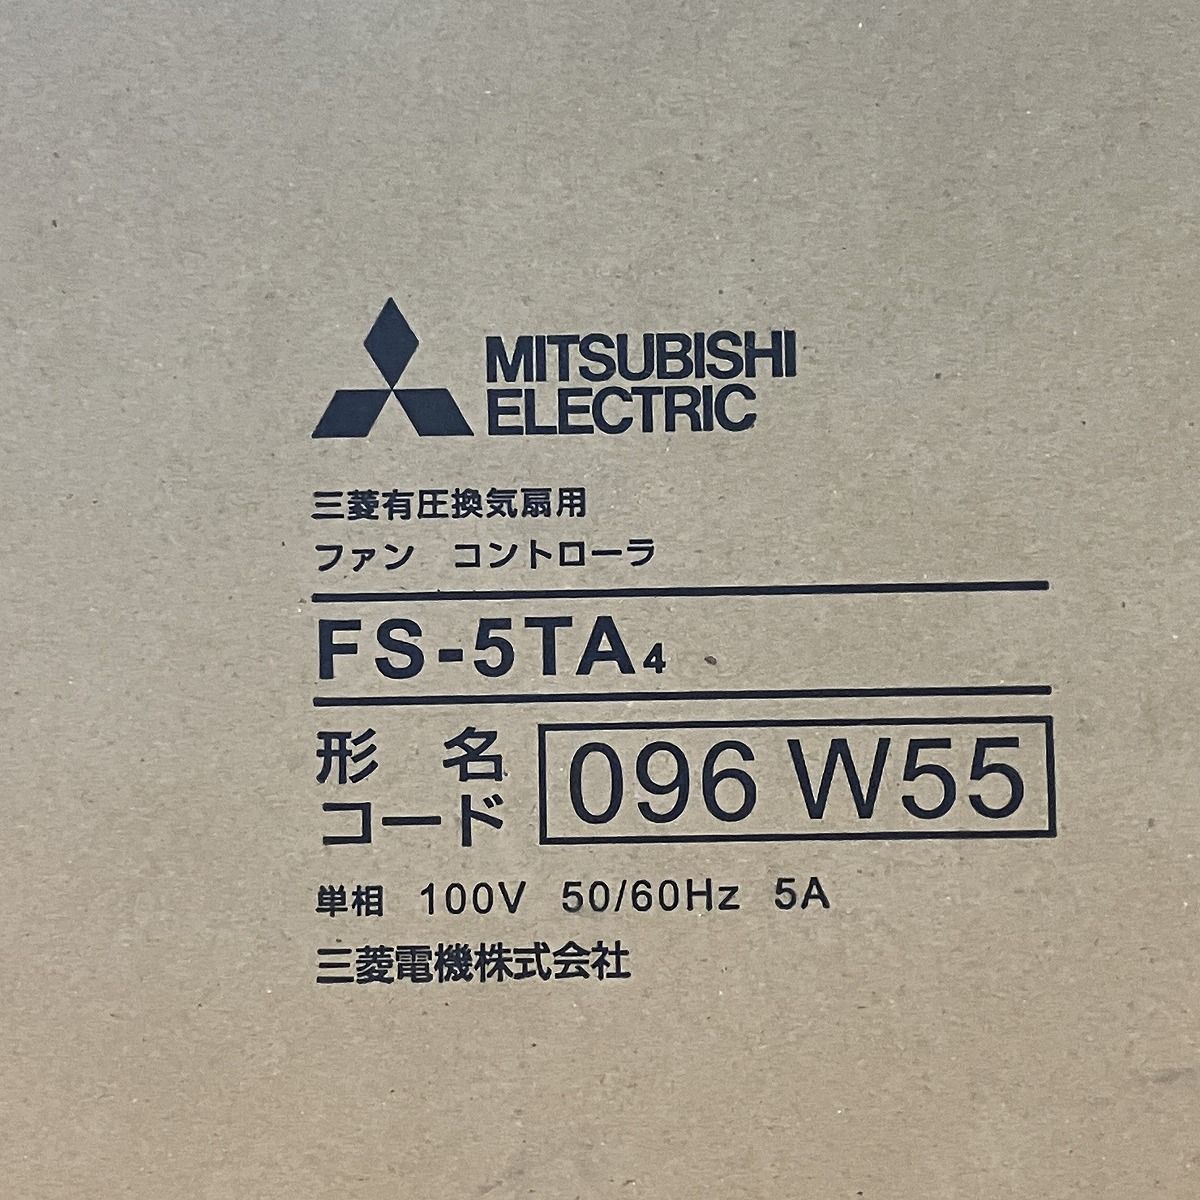 MITSUBISHI
ELECTRIC
三菱有圧換気扇用
ファン コントローラ
FS-5TA4
形名
コード
096 W55
単相 100V 50/60Hz 5A
三菱電機株式会社